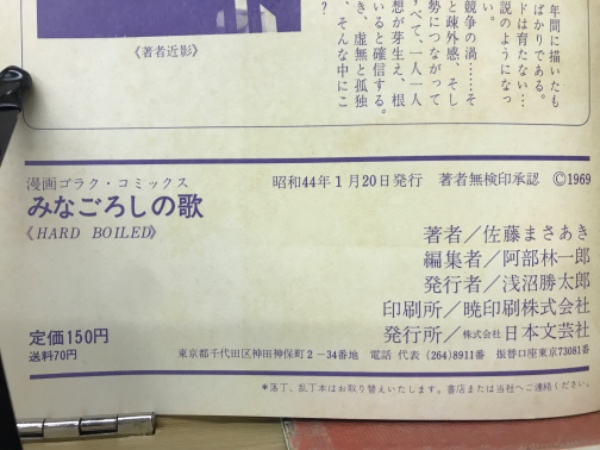 年間に描いたも
ばかりである。
ドは育たない…
説のようになっ
い。
競争の渦……そ
と疎外感、そし
勢につながって
すべて、一人一人
想が芽生え、根
いると確信する。
き、虚無と孤独
、そんな中にこ
?
《著者近影》
漫画ゴラク・コミックス
みなごろしの歌
《HARD BOILED》
昭和44年1月20日発行 著者無検印承認 ©1969
著者/佐藤まさあき
編集者/阿部林一郎
発行者/浅沼勝太郎
印刷所/暁印刷株式会社
発行所/株式会社日本文芸社
定価150円
送料70円
東京都千代田区神田神保町2-34番地 電話 代表 (264)8911番 振替口座東京73081番
*落丁、乱丁本はお取り替えいたします。書店または当社へご連絡ください。